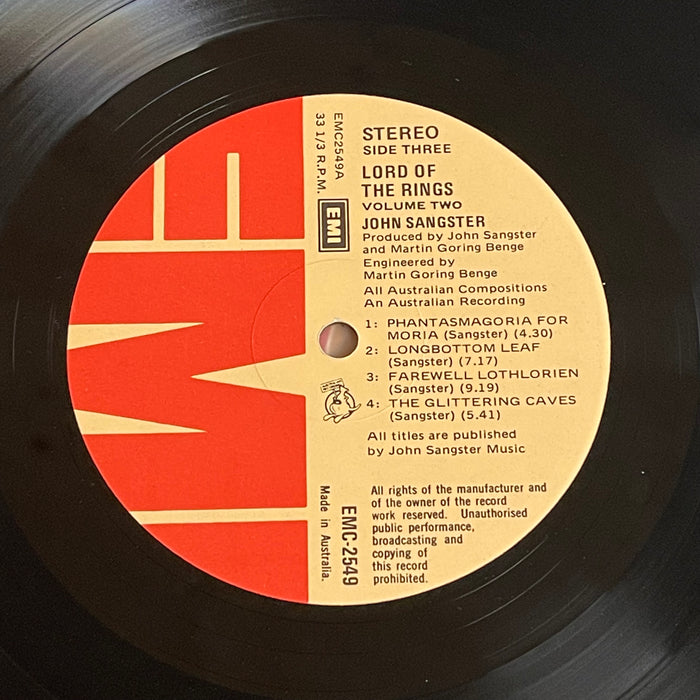 STEREO
SIDE THREE
LORD OF
THE RINGS
VOLUME TWO
JOHN SANGSTER
Produced by John Sangster
and Martin Goring Benge
Engineered by
Martin Goring Benge
All Australian Compositions
An Australian Recording
1: PHANTASMAGORIA FOR
MORIA (Sangster) (4.30)
2: LONGBOTTOM LEAF
(Sangster) (7.17)
3: FAREWELL LOTHLORIEN
(Sangster) (9.19)
4: THE GLITTERING CAVES
(Sangster) (5.41)
All titles are published
by John Sangster Music
All rights of the manufacturer and
of the owner of the record
work reserved. Unauthorised
public performance,
broadcasting and
copying of
this record
prohibited.
EMC2549A
33 1/3 R.P.M.
EMI
EMC-2549
Made in Australia.
EMI